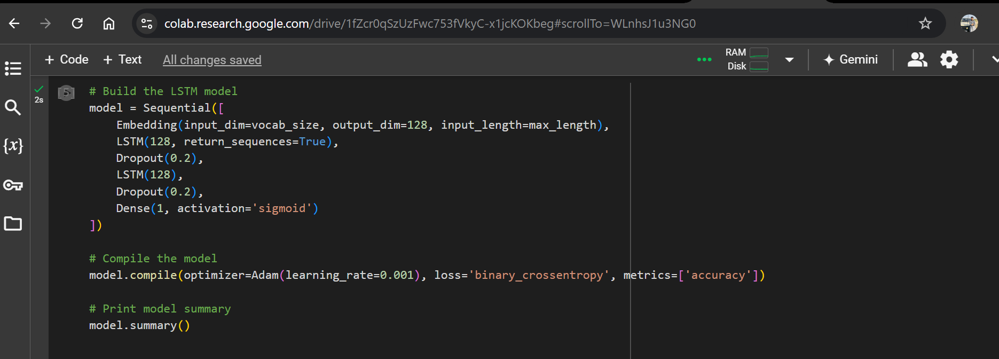 colab.research.google.com/drive/1fZcr0qSzUzFwc753fVkyC-x1jcKOKbeg#scrollTo=WLnhsJ1u3NG0
+ Code + Text All changes saved
RAM
Disk
Gemini
{x}
2s
# Build the LSTM model
model = Sequential([
    Embedding(input_dim=vocab_size, output_dim=128, input_length=max_length),
    LSTM(128, return_sequences=True),
    Dropout(0.2),
    LSTM(128),
    Dropout(0.2),
    Dense(1, activation='sigmoid')
])
# Compile the model
model.compile(optimizer=Adam(learning_rate=0.001), loss='binary_crossentropy', metrics=['accuracy'])
# Print model summary
model.summary()